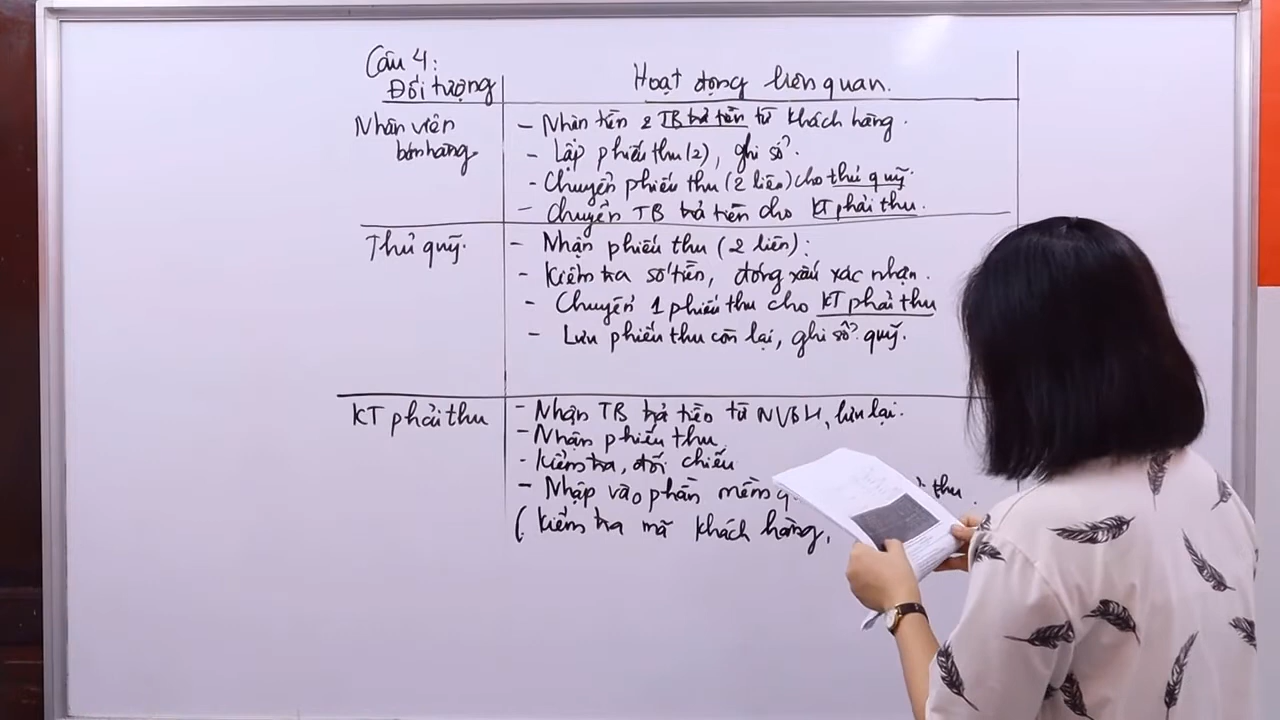 Câu 4:
Đối tượng
Hoạt động liên quan.
Nhân viên
bán hàng
- Nhận tiền & TB trả tiền từ khách hàng.
- Lập phiếu thu (2), ghi sổ.
- Chuyển phiếu thu (2 liên) cho thủ quỹ.
- Chuyển TB trả tiền cho KT phải thu.
Thủ quỹ.
- Nhận phiếu thu (2 liên):
- Kiểm tra số tiền, đóng dấu xác nhận.
- Chuyển 1 phiếu thu cho KT phải thu
- Lưu phiếu thu còn lại, ghi sổ quỹ.
KT phải thu
- Nhận TB trả tiền từ NVBH, lưu lại.
- Nhận phiếu thu
- Kiểm tra, đối chiếu
- Nhập vào phần mềm thu.
( Kiểm tra mã khách hàng,